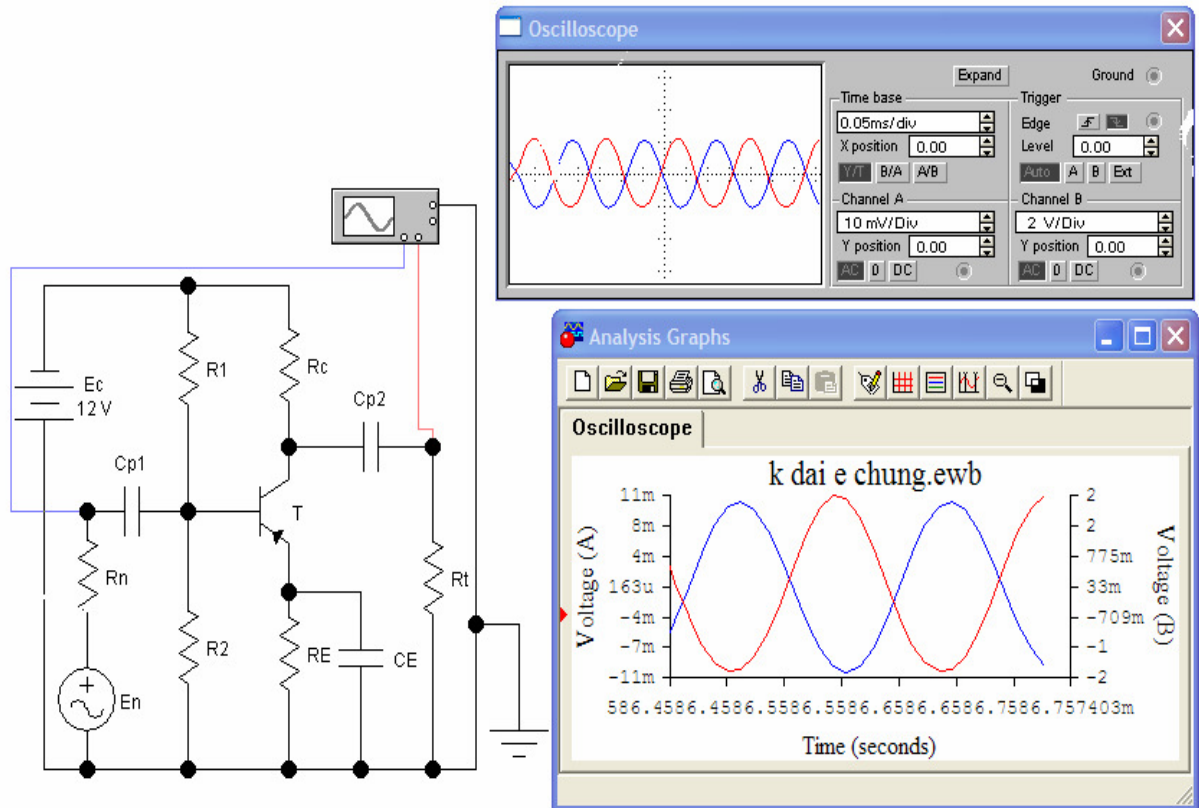 Oscilloscope
Expand
Ground
Time base
0.05ms/div
X position 0.00
Y/T B/A A/B
Trigger
Edge
Level 0.00
Auto A B Ext
Channel A
10 mV/Div
Y position 0.00
AC 0 DC
Channel B
2 V/Div
Y position 0.00
AC 0 DC
Ec
12 V
R1
Rc
Cp2
Cp1
T
Rn
Rt
R2
RE
CE
En
Analysis Graphs
Oscilloscope
k dai e chung.ewb
Voltage (A)
11m
8m
4m
163u
-4m
-7m
-11m
2
2
775m
33m
-709m
-1
-2
Voltage (B)
586.4586.4586.5586.5586.6586.6586.7586.757403m
Time (seconds)